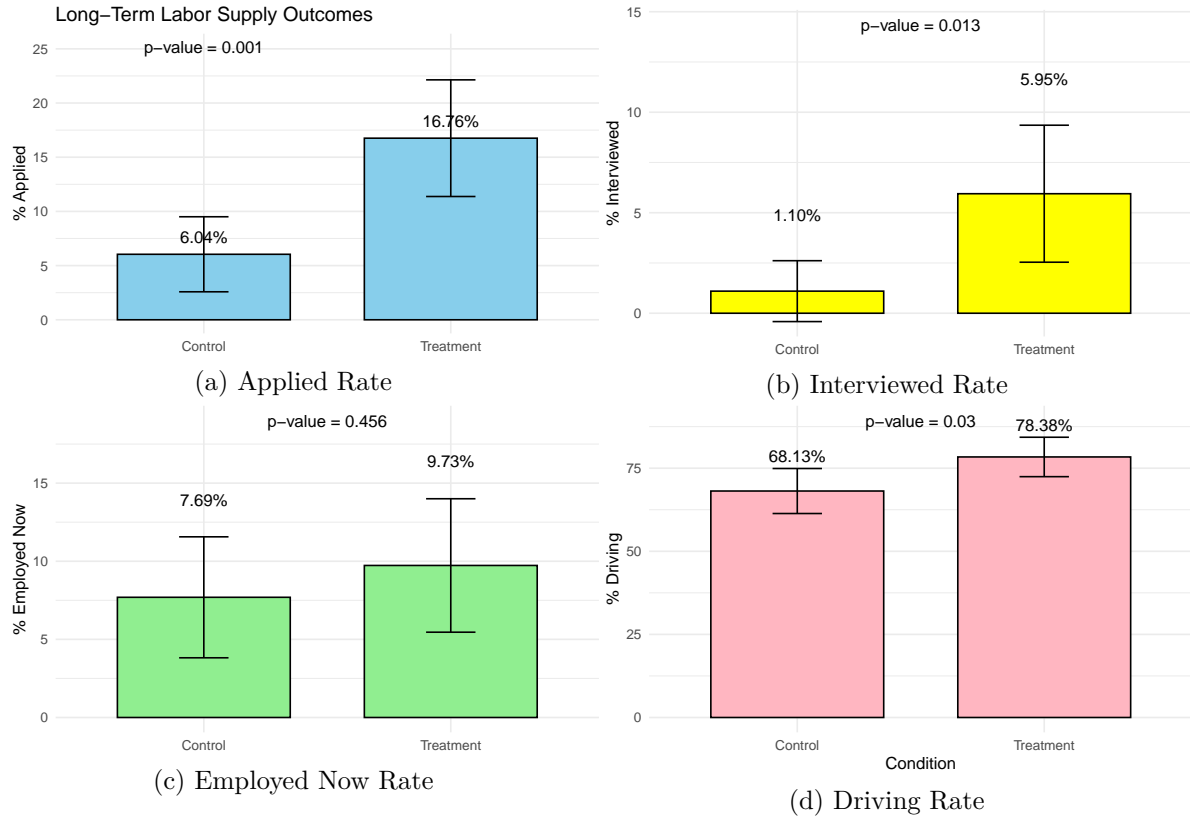 Long−Term Labor Supply Outcomes
p−value = 0.001
25
20
15
10
5
0
% Applied
6.04%
16.76%
Control
Treatment
(a) Applied Rate
p−value = 0.013
15
10
5
0
% Interviewed
1.10%
5.95%
Control
Treatment
(b) Interviewed Rate
p−value = 0.456
15
10
5
0
% Employed Now
7.69%
9.73%
Control
Treatment
(c) Employed Now Rate
p−value = 0.03
75
50
25
0
% Driving
68.13%
78.38%
Control
Treatment
Condition
(d) Driving Rate